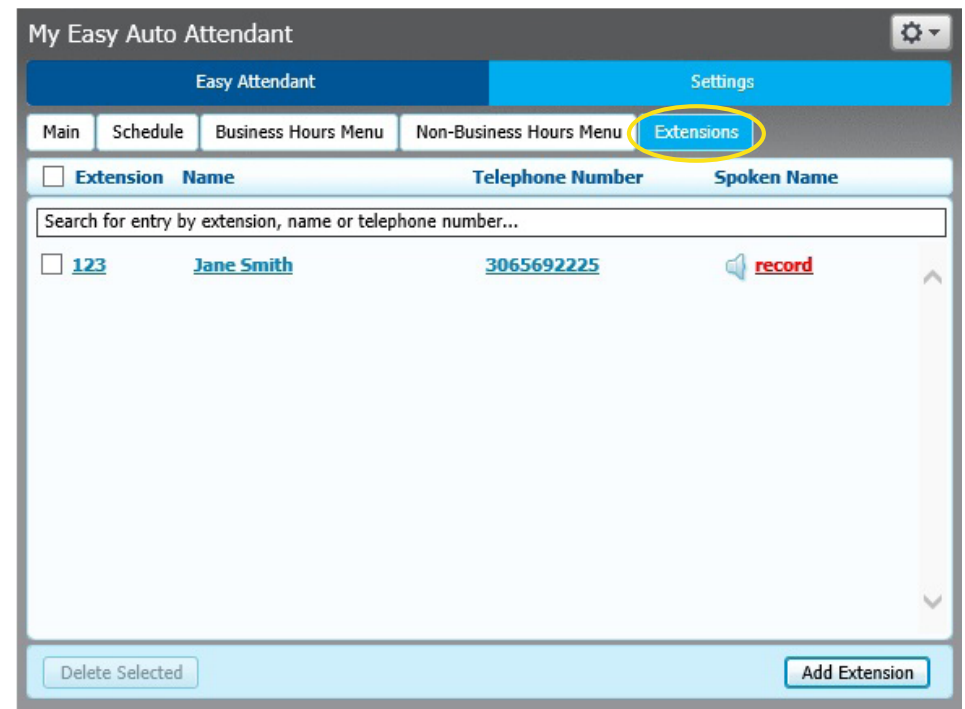 My Easy Auto Attendant
Easy Attendant Settings
Main Schedule Business Hours Menu Non-Business Hours Menu Extensions
Extension Name Telephone Number Spoken Name
Search for entry by extension, name or telephone number...
123 Jane Smith 3065692225 record
Delete Selected Add Extension